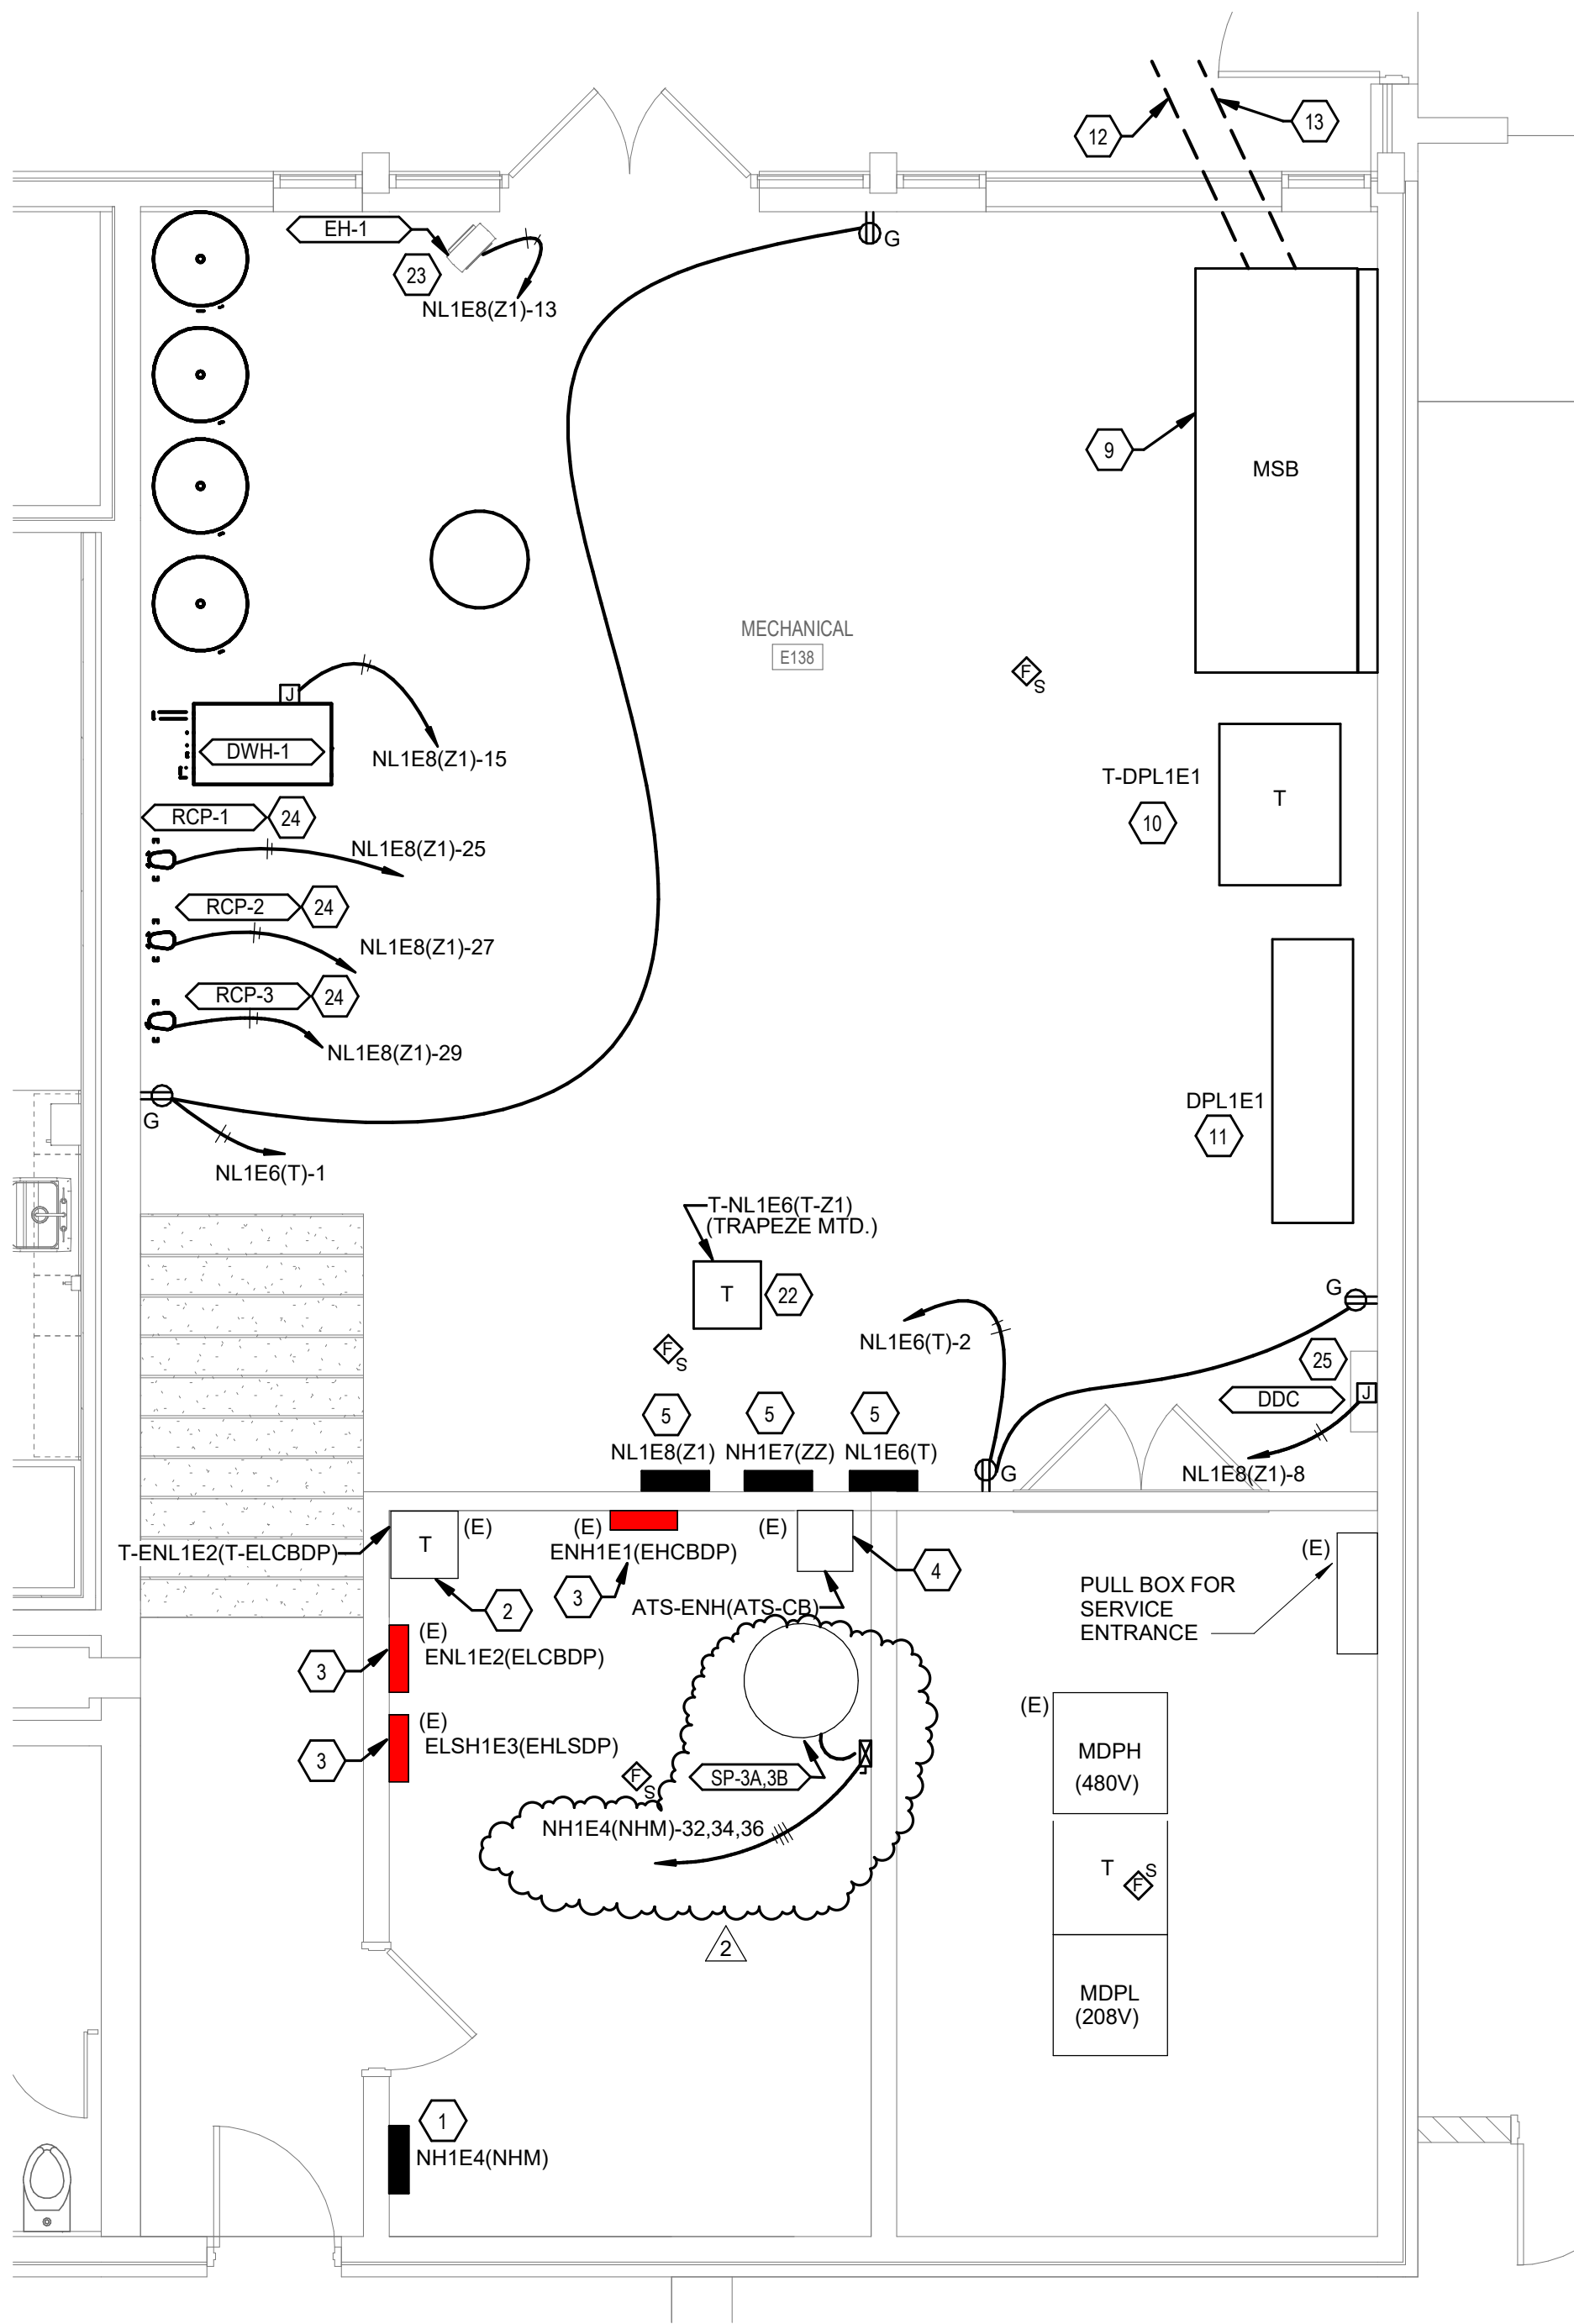 12
13
EH-1
G
23
NL1E8(Z1)-13
9
MSB
MECHANICAL
E138
F
S
J
DWH-1
NL1E8(Z1)-15
T-DPL1E1
T
10
RCP-1
24
NL1E8(Z1)-25
RCP-2
24
NL1E8(Z1)-27
RCP-3
24
NL1E8(Z1)-29
DPL1E1
11
G
NL1E6(T)-1
T-NL1E6(T-Z1)
(TRAPEZE MTD.)
T
22
G
NL1E6(T)-2
F
S
25
DDC
J
5
5
5
NL1E8(Z1)
NH1E7(ZZ)
NL1E6(T)
G
NL1E8(Z1)-8
T
(E)
(E)
(E)
(E)
T-ENL1E2(T-ELCBDP)
ENH1E1(EHCBDP)
4
2
3
ATS-ENH(ATS-CB)
PULL BOX FOR
SERVICE
ENTRANCE
(E)
ENL1E2(ELCBDP)
3
(E)
(E)
ELSH1E3(EHLSDP)
3
MDPH
(480V)
F
S
SP-3A,3B
NH1E4(NHM)-32,34,36
T
F
S
2
MDPL
(208V)
1
NH1E4(NHM)